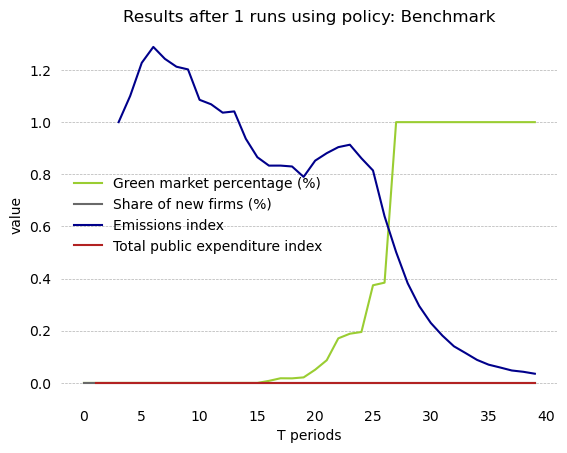 Results after 1 runs using policy: Benchmark
1.2
1.0
0.8
0.6
0.4
0.2
0.0
value
Green market percentage (%)
Share of new firms (%)
Emissions index
Total public expenditure index
0 5 10 15 20 25 30 35 40
T periods